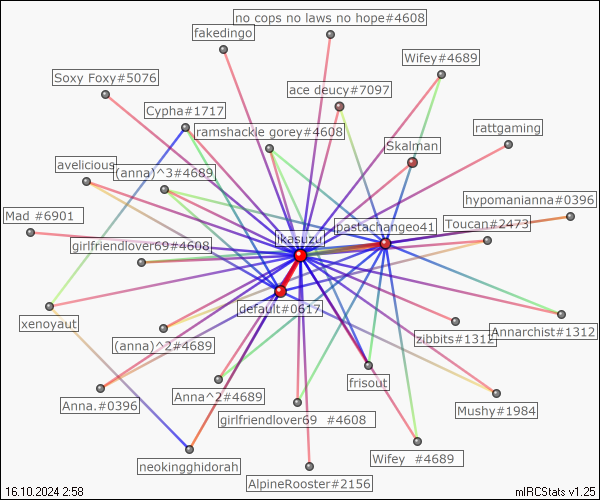 no cops no laws no hope#4608
fakedingo
Wifey#4689
Soxy Foxy#5076
ace deucy#7097
Cypha#1717
ramshackle gorey#4608
rattgaming
Skalman
avelicious
(anna)^3#4689
hypomanianna#0396
Mad #6901
Toucan#2473
pastachangeo41
ikasuzu
girlfriendlover69#4608
default#0617
xenoyaut
zibbits#1312
Annarchist#1312
(anna)^2#4689
frisout
Anna^2#4689
Anna.#0396
Mushy#1984
girlfriendlover69 #4608
Wifey #4689
neokingghidorah
AlpineRooster#2156
16.10.2024 2:58
mIRCStats v1.25